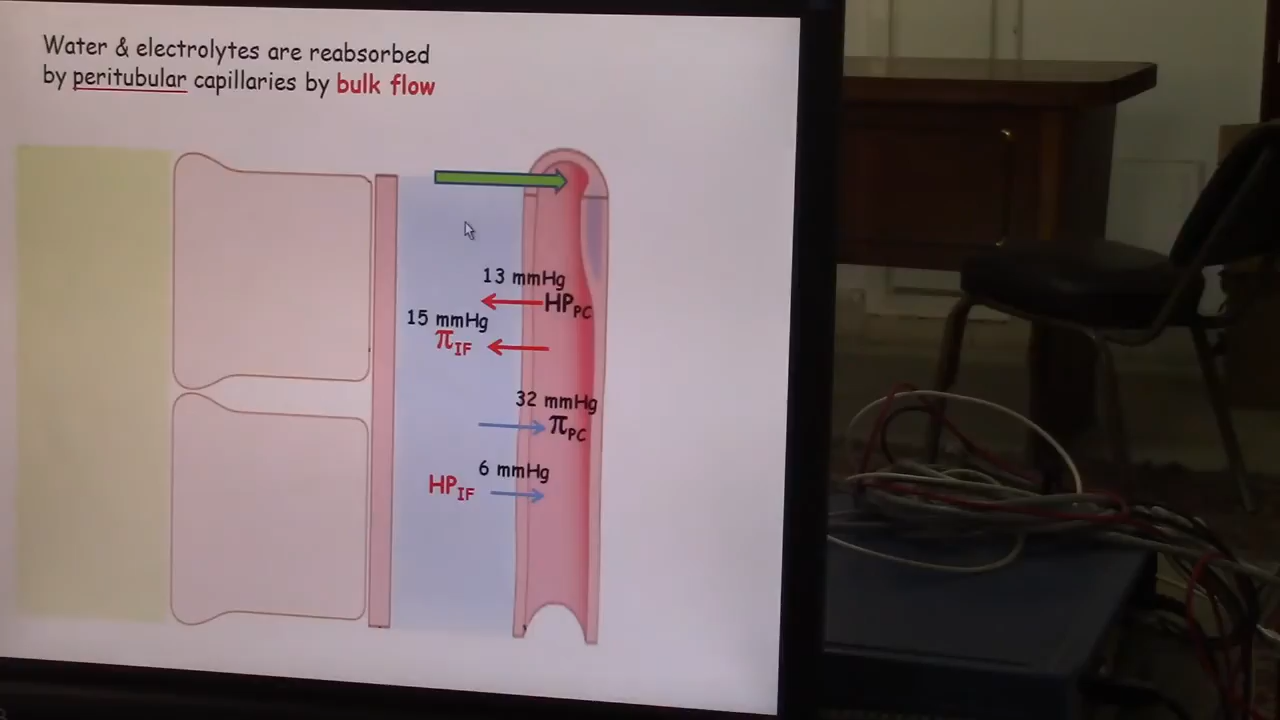 Water & electrolytes are reabsorbed
by peritubular capillaries by bulk flow
13 mmHg
HPPC
15 mmHg
πIF
32 mmHg
πPC
6 mmHg
HPIF